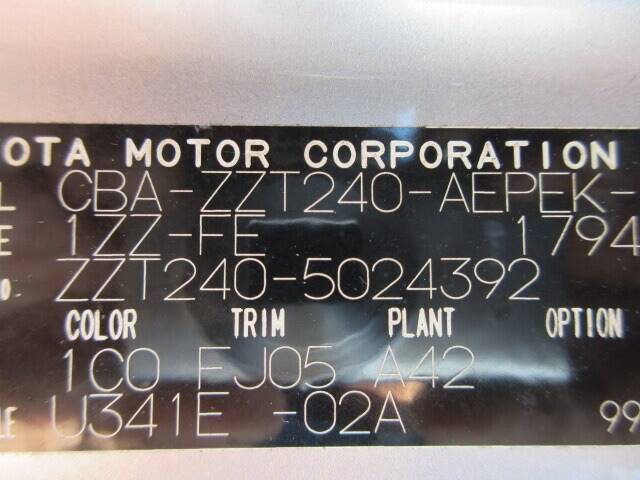 OTA MOTOR CORPORATION
L CBA-ZZT240-AEPEK-
E 1ZZ-FE 1794
O. ZZT240-5024392
COLOR TRIM PLANT OPTION
1C0 FJ05 A42
LE U341E -02A 99